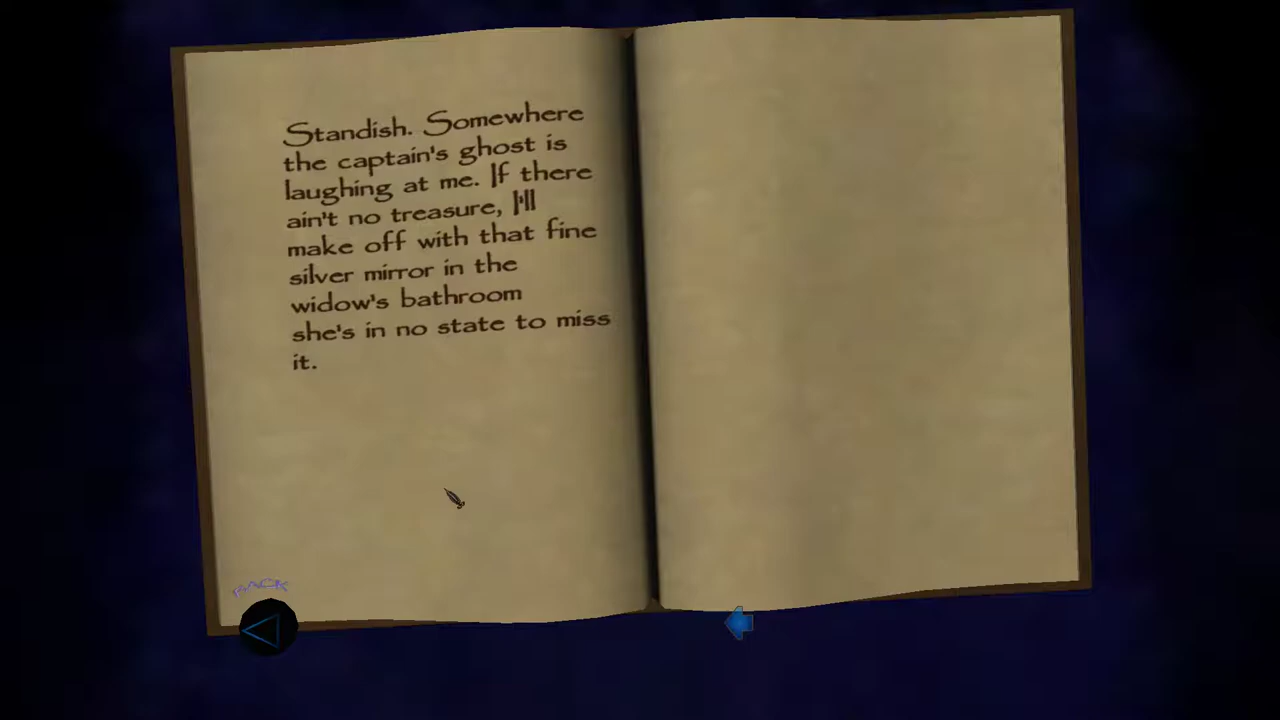 Standish. Somewhere
the captain's ghost is
laughing at me. If there
ain't no treasure, I'll
make off with that fine
silver mirror in the
widow's bathroom
she's in no state to miss
it.
BACK